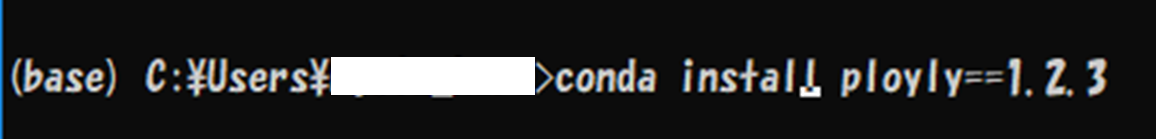 (base) C:¥Users¥ >conda install ployly==1.2.3